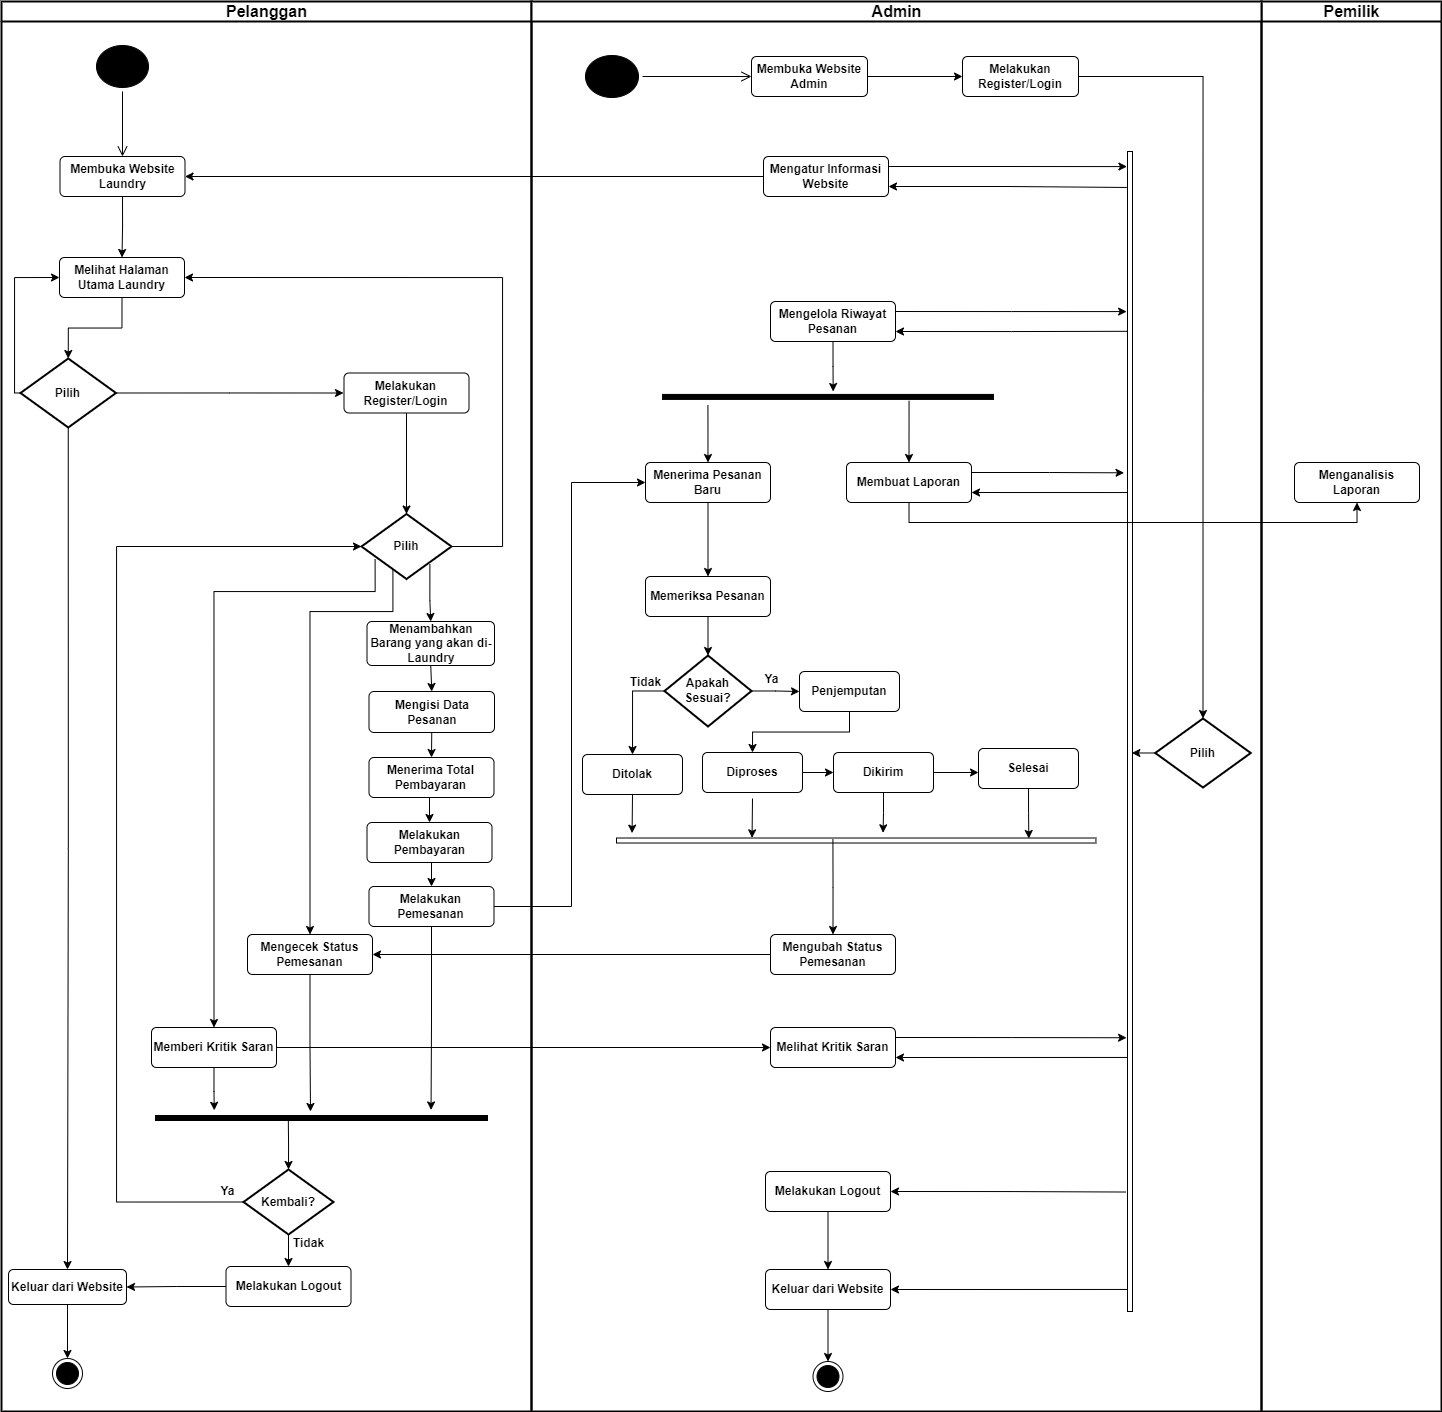 Pelanggan
Admin
Pemilik
Membuka Website
Admin
Melakukan
Register/Login
Membuka Website
Laundry
Mengatur Informasi
Website
Melihat Halaman
Utama Laundry
Mengelola Riwayat
Pesanan
Pilih
Melakukan
Register/Login
Menerima Pesanan
Baru
Membuat Laporan
Menganalisis
Laporan
Pilih
Memeriksa Pesanan
Menambahkan
Barang yang akan di-
Laundry
Tidak
Apakah
Sesuai?
Ya
Penjemputan
Mengisi Data
Pesanan
Pilih
Menerima Total
Pembayaran
Ditolak
Diproses
Dikirim
Selesai
Melakukan
Pembayaran
Melakukan
Pemesanan
Mengecek Status
Pemesanan
Mengubah Status
Pemesanan
Memberi Kritik Saran
Melihat Kritik Saran
Ya
Kembali?
Tidak
Melakukan Logout
Keluar dari Website
Melakukan Logout
Keluar dari Website